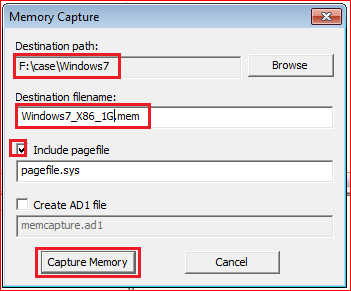 Memory Capture
Destination path:
F:\case\Windows7
Browse
Destination filename:
Windows7_X86_1G.mem
Include pagefile
pagefile.sys
Create AD1 file
memcapture.ad1
Capture Memory
Cancel